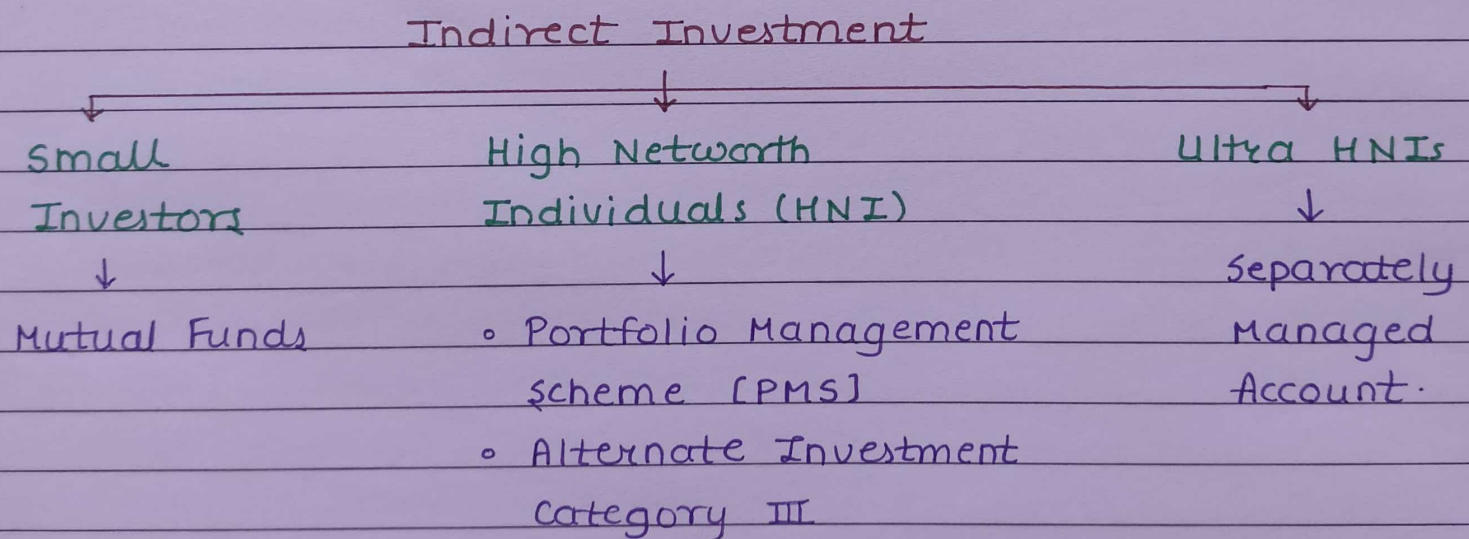 Indirect Investment
Small
Investors
Mutual Funds
High Networth
Individuals (HNI)
• Portfolio Management
Scheme [PMS]
• Alternate Investment
Category III
Ultra HNIs
Separately
Managed
Account.